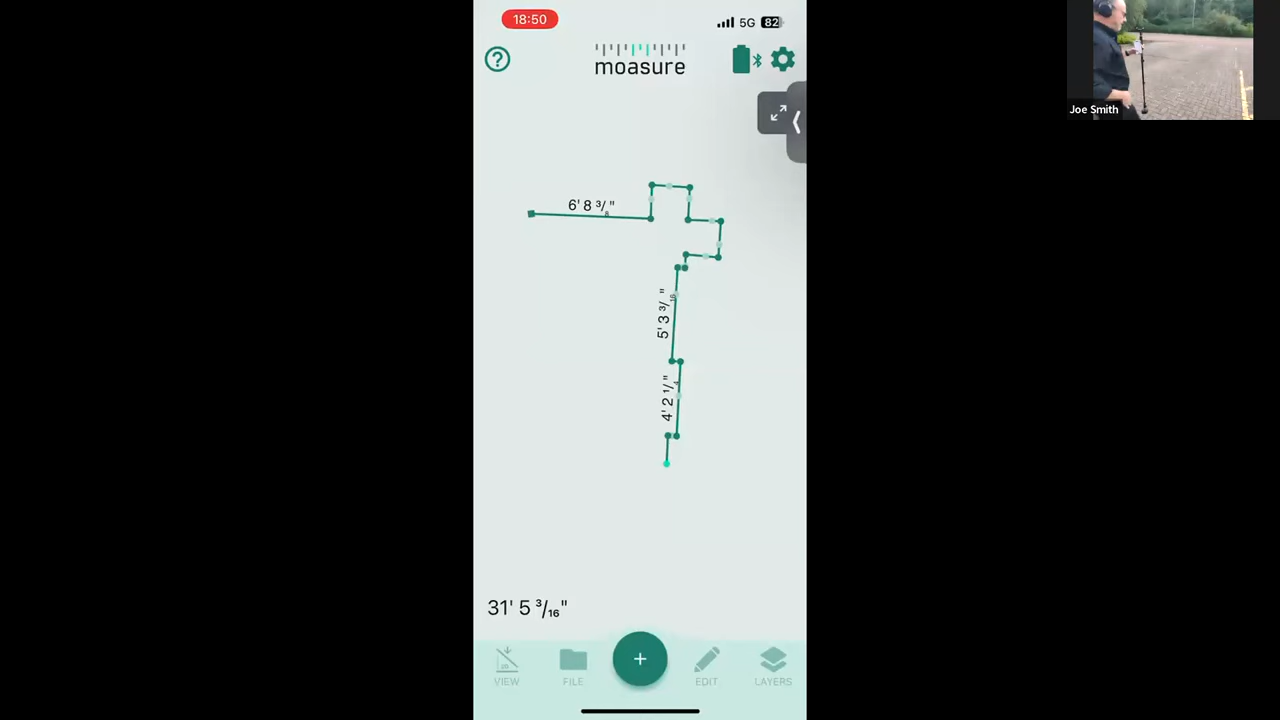 18:50
5G 82
moasure
Joe Smith
6' 8 3/8"
5' 3 3/16"
4' 2 1/4"
31' 5 3/16"
+
VIEW FILE EDIT LAYERS